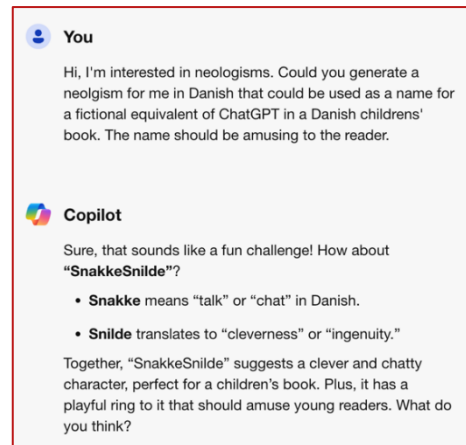 You
Hi, I'm interested in neologisms. Could you generate a
neolgism for me in Danish that could be used as a name for
a fictional equivalent of ChatGPT in a Danish childrens'
book. The name should be amusing to the reader.
Copilot
Sure, that sounds like a fun challenge! How about
“SnakkeSnilde”?
• Snakke means “talk” or “chat” in Danish.
• Snilde translates to “cleverness” or “ingenuity.”
Together, “SnakkeSnilde” suggests a clever and chatty
character, perfect for a children’s book. Plus, it has a
playful ring to it that should amuse young readers. What do
you think?